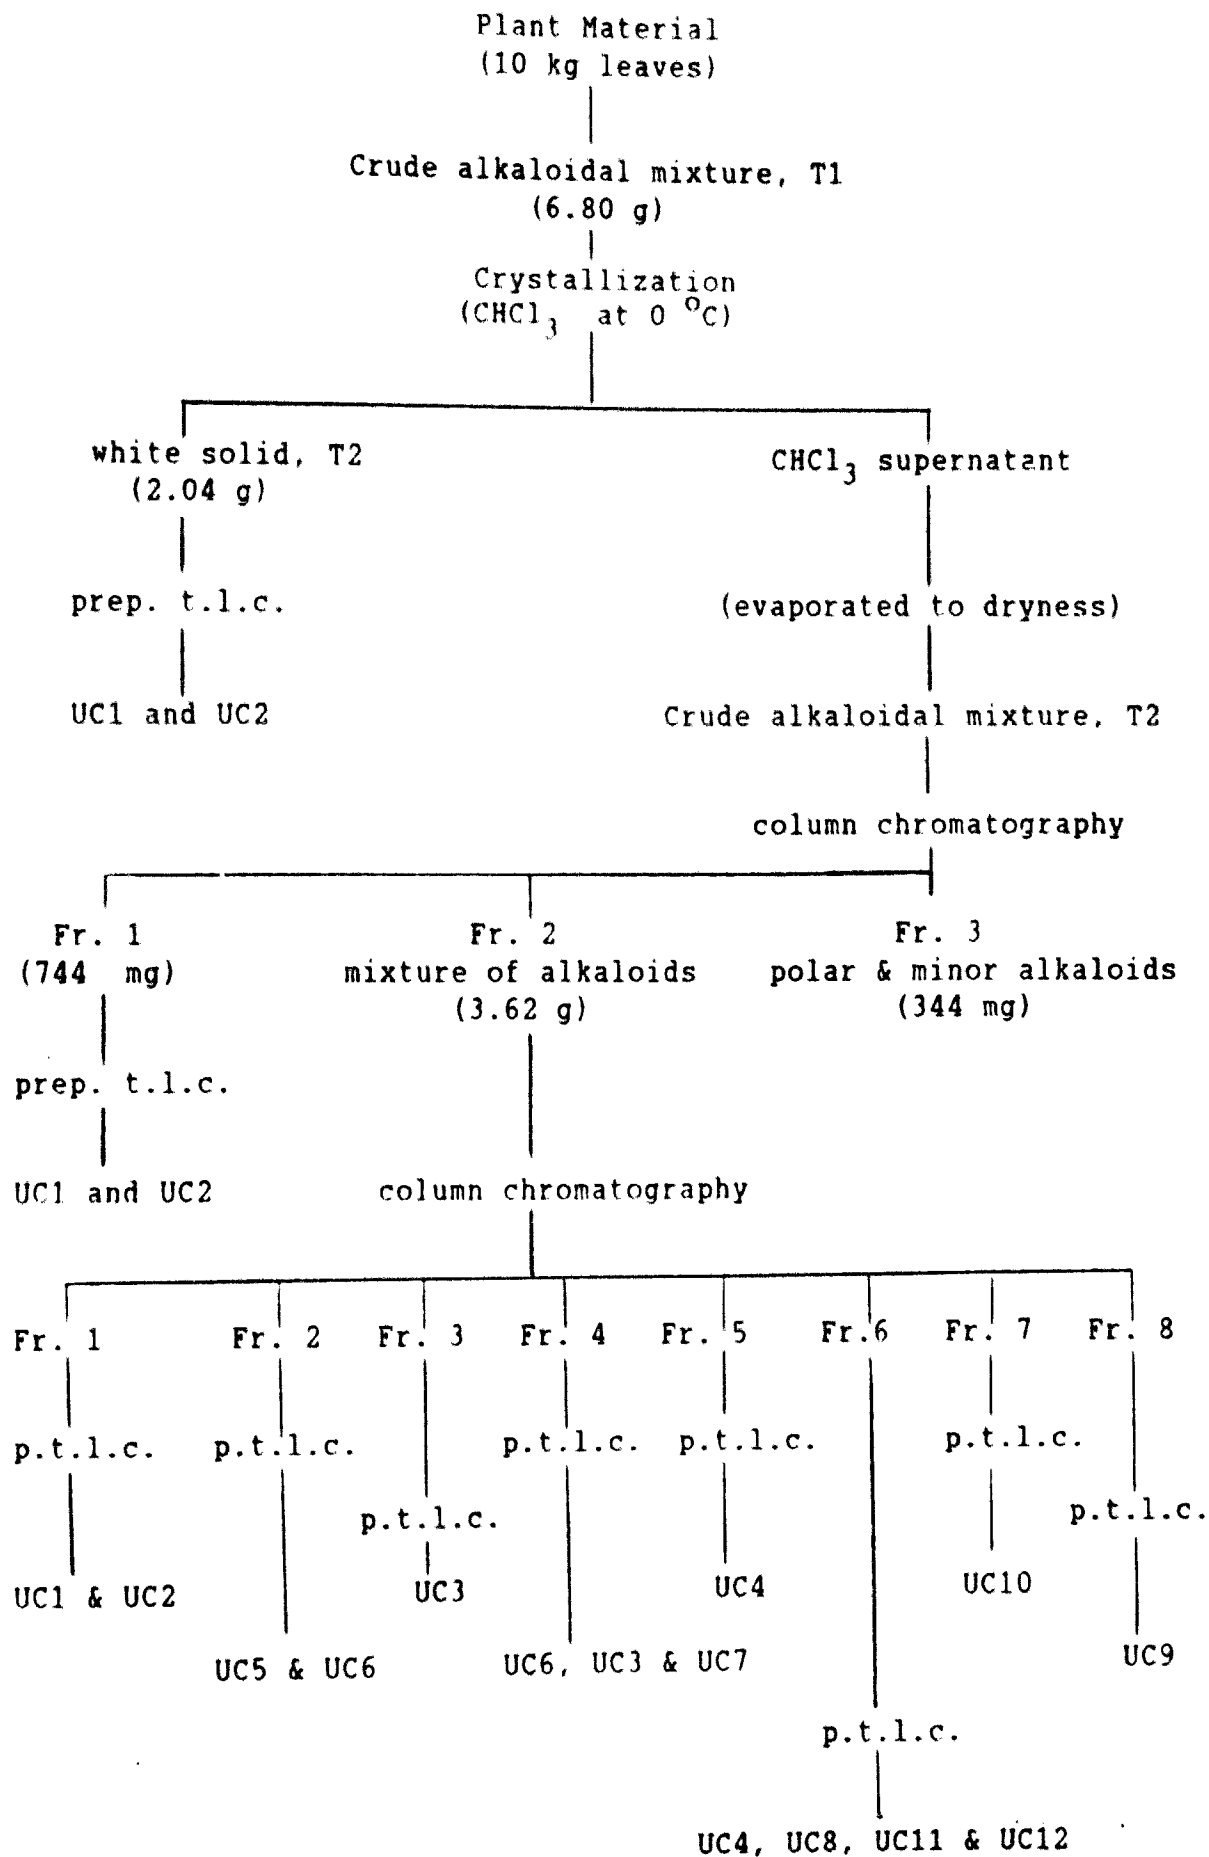 Plant Material
(10 kg leaves)
Crude alkaloidal mixture, T1
(6.80 g)
Crystallization
(CHCl3 at 0 °C)
white solid, T2
(2.04 g)
CHCl3 supernatant
prep. t.l.c.
(evaporated to dryness)
UC1 and UC2
Crude alkaloidal mixture, T2
column chromatography
Fr. 1
(744 mg)
Fr. 2
mixture of alkaloids
(3.62 g)
Fr. 3
polar & minor alkaloids
(344 mg)
prep. t.l.c.
UC1 and UC2
column chromatography
Fr. 1
Fr. 2
Fr. 3
Fr. 4
Fr. 5
Fr.6
Fr. 7
Fr. 8
p.t.l.c.
p.t.l.c.
p.t.l.c.
p.t.l.c.
p.t.l.c.
p.t.l.c.
p.t.l.c.
UC1 & UC2
UC3
UC4
UC10
UC5 & UC6
UC6, UC3 & UC7
UC9
p.t.l.c.
UC4, UC8, UC11 & UC12